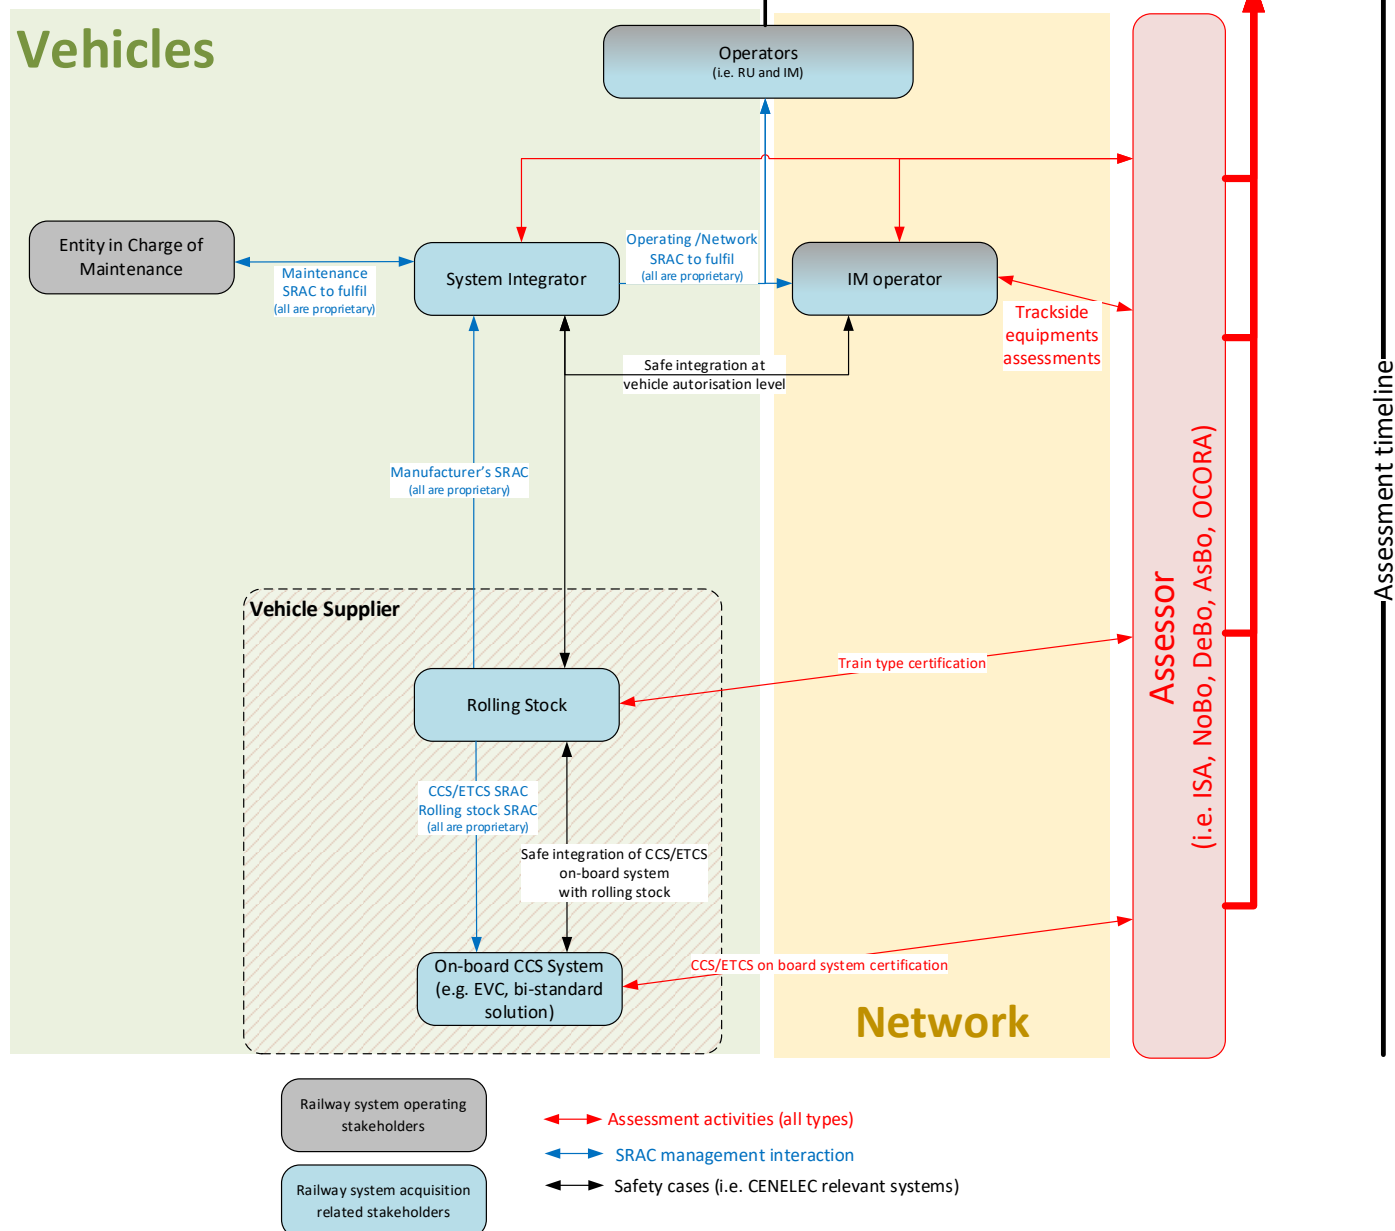 Vehicles
Operators
(i.e. RU and IM)
Entity in Charge of
Maintenance
Maintenance
SRAC to fulfil
(all are proprietary)
System Integrator
Operating /Network
SRAC to fulfil
(all are proprietary)
IM operator
Trackside
equipments
assessments
Safe integration at
vehicle autorisation level
Manufacturer's SRAC
(all are proprietary)
Vehicle Supplier
Rolling Stock
Train type certification
CCS/ETCS SRAC
Rolling stock SRAC
(all are proprietary)
Safe integration of CCS/ETCS
on-board system
with rolling stock
On-board CCS System
(e.g. EVC, bi-standard
solution)
CCS/ETCS on board system certification
Network
Assessor
(i.e. ISA, NoBo, DeBo, AsBo, OCORA)
Assessment timeline
Railway system operating
stakeholders
Railway system acquisition
related stakeholders
Assessment activities (all types)
SRAC management interaction
Safety cases (i.e. CENELEC relevant systems)